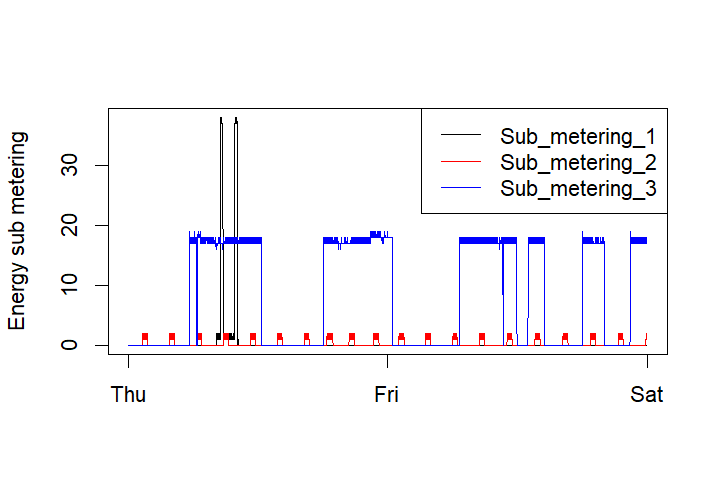 Energy sub metering
30
20
10
0
Sub_metering_1
Sub_metering_2
Sub_metering_3
Thu
Fri
Sat